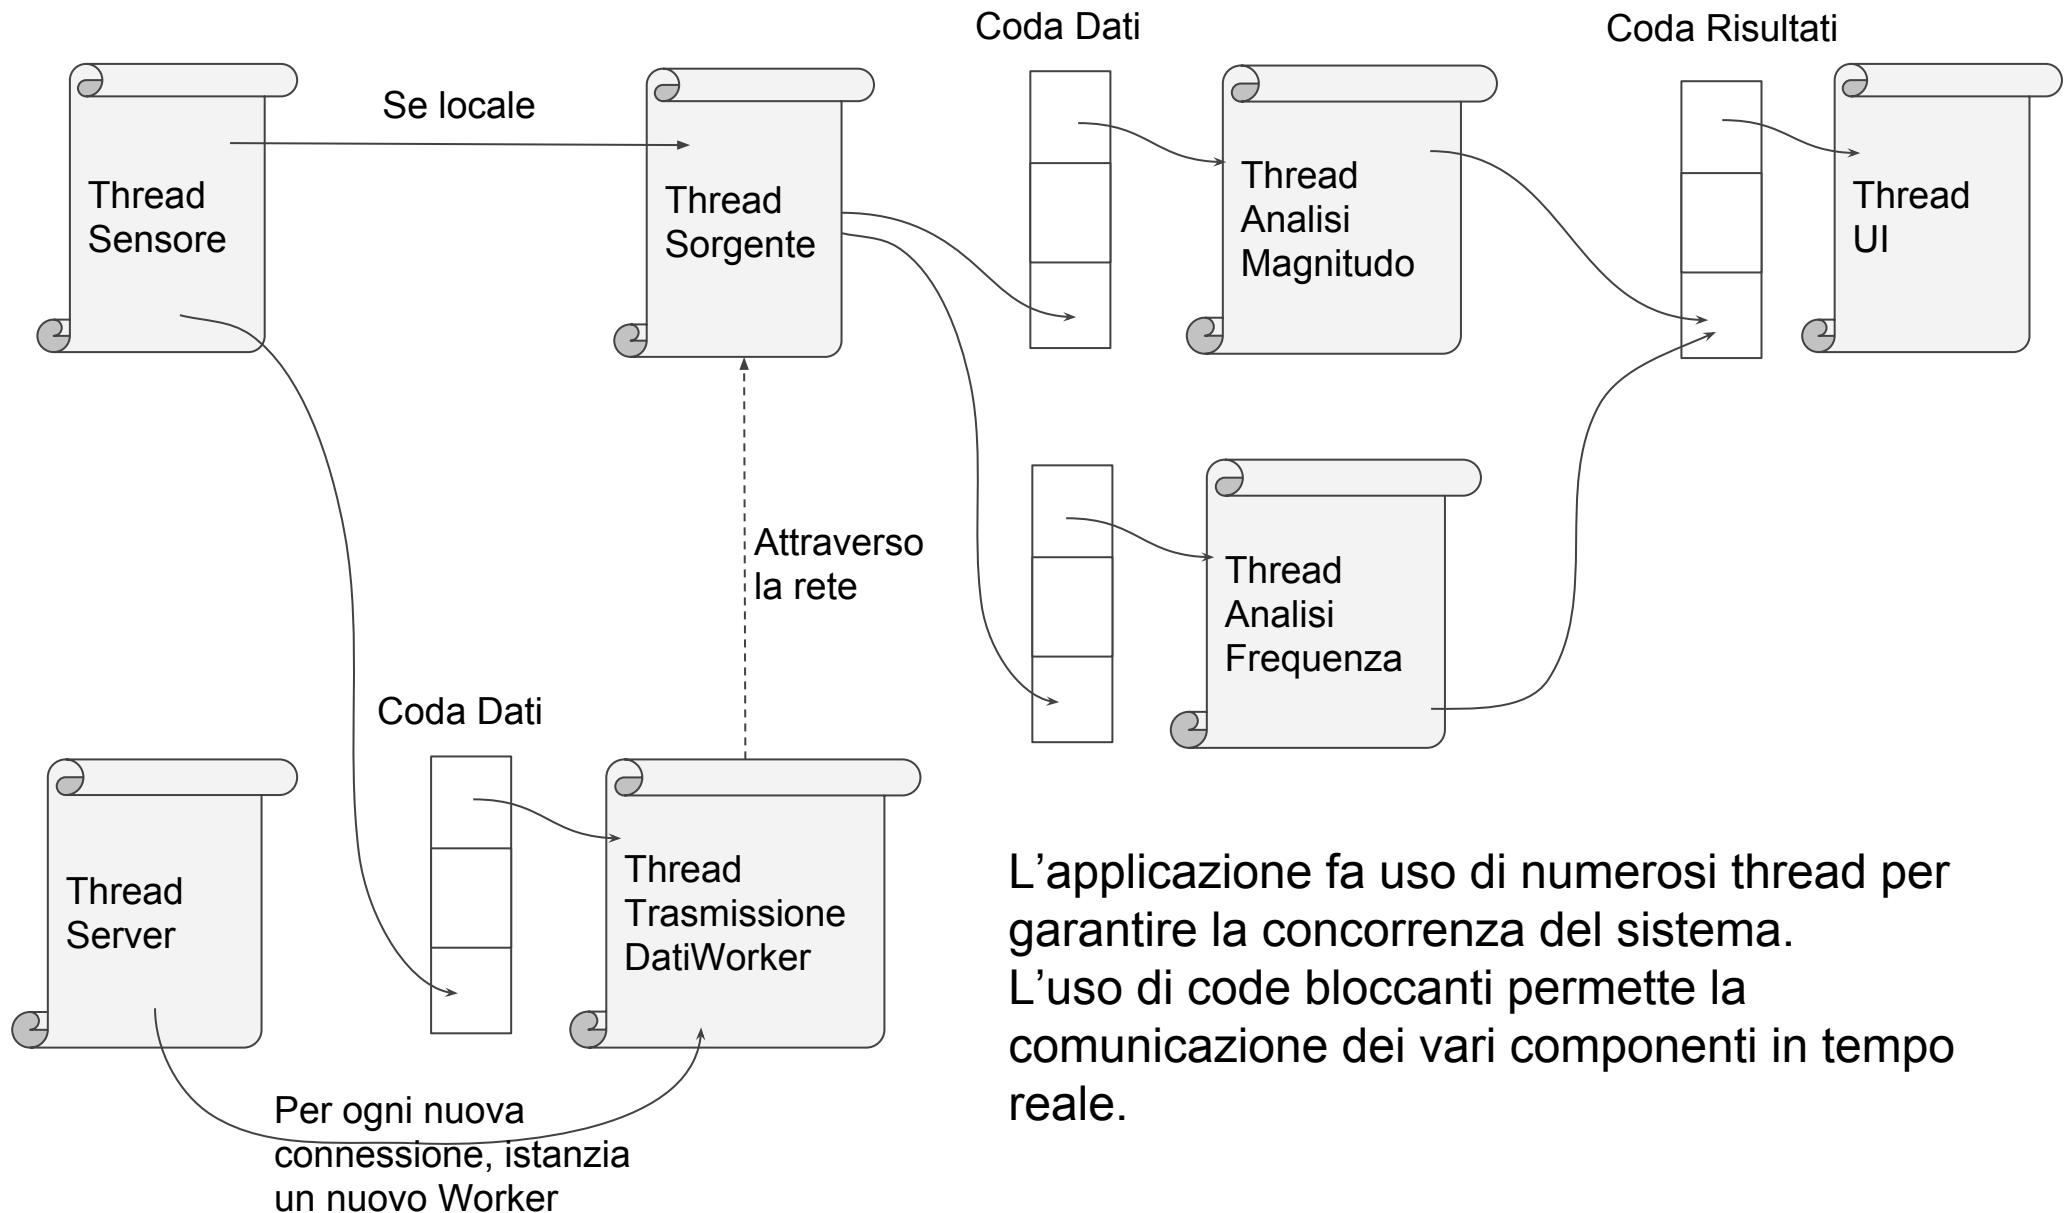 Coda Dati
Coda Risultati
Se locale
Thread
Sensore
Thread
Sorgente
Thread
Analisi
Magnitudo
Thread
UI
Attraverso
la rete
Thread
Analisi
Frequenza
Coda Dati
Thread
Server
Thread
Trasmissione
DatiWorker
L’applicazione fa uso di numerosi thread per
garantire la concorrenza del sistema.
L’uso di code bloccanti permette la
comunicazione dei vari componenti in tempo
reale.
Per ogni nuova
connessione, istanzia
un nuovo Worker